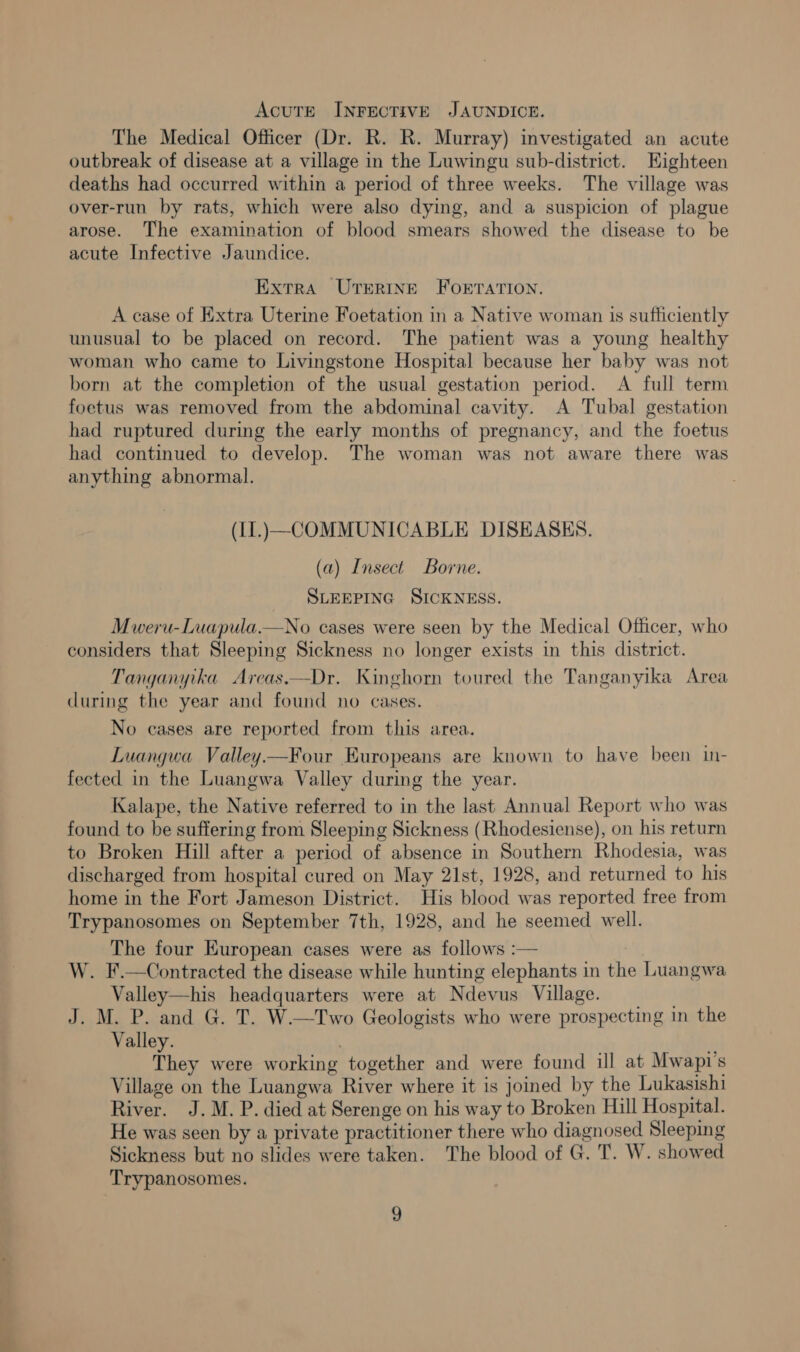 ACUTE INFECTIVE JAUNDICE.
The Medical Officer (Dr. R. R. Murray) investigated an acute
outbreak of disease at a village in the Luwingu sub-district. Eighteen
deaths had occurred within a period of three weeks. The village was
over-run by rats, which were also dying, and a suspicion of plague
arose. The examination of blood smears showed the disease to be
acute Infective Jaundice.
EXTRA UTERINE FOETATION.
A case of Extra Uterine Foetation in a Native woman is sufficiently
unusual to be placed on record. The patient was a young healthy
woman who came to Livingstone Hospital because her baby was not
born at the completion of the usual gestation period. A full term
foetus was removed from the abdominal cavity. A Tubal gestation
had ruptured during the early months of pregnancy, and the foetus
had continued to develop. The woman was not aware there was
anything abnormal.
(II.)—COMMUNICABLE DISEASES.
(a) Insect Borne.
SLEEPING SICKNESS.
Mweru-Luapula.—No cases were seen by the Medical Officer, who
considers that Sleeping Sickness no longer exists in this district.
Tanganyika Areas.—Dr. Kinghorn toured the Tanganyika Area
during the year and found no cases.
No cases are reported from this area.
Luangwa Valley.—Four Europeans are known to have been in-
fected in the Luangwa Valley during the year.
Kalape, the Native referred to in the last Annual Report who was
found to be suffering from Sleeping Sickness (Rhodesiense), on his return
to Broken Hill after a period of absence in Southern Rhodesia, was
discharged from hospital cured on May 21st, 1928, and returned to his
home in the Fort Jameson District. His blood was reported free from
Trypanosomes on September 7th, 1928, and he seemed well.
The four European cases were as follows :—
W. F.—Contracted the disease while hunting elephants in the Luangwa
Valley—his headquarters were at Ndevus Village.
J. M. P. and G. T. W.—Two Geologists who were prospecting in the
Valley.
They were working together and were found ill at Mwapi's
Village on the Luangwa River where it is joined by the Lukasishi
River. J. M. P. died at Serenge on his way to Broken Hill Hospital.
He was seen by a private practitioner there who diagnosed Sleeping
Sickness but no slides were taken. The blood of G. T. W. showed
Trypanosomes.
9